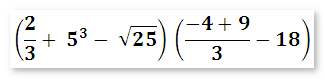 (2/3 + 5³ − √25) ((−4 + 9)/3 − 18)